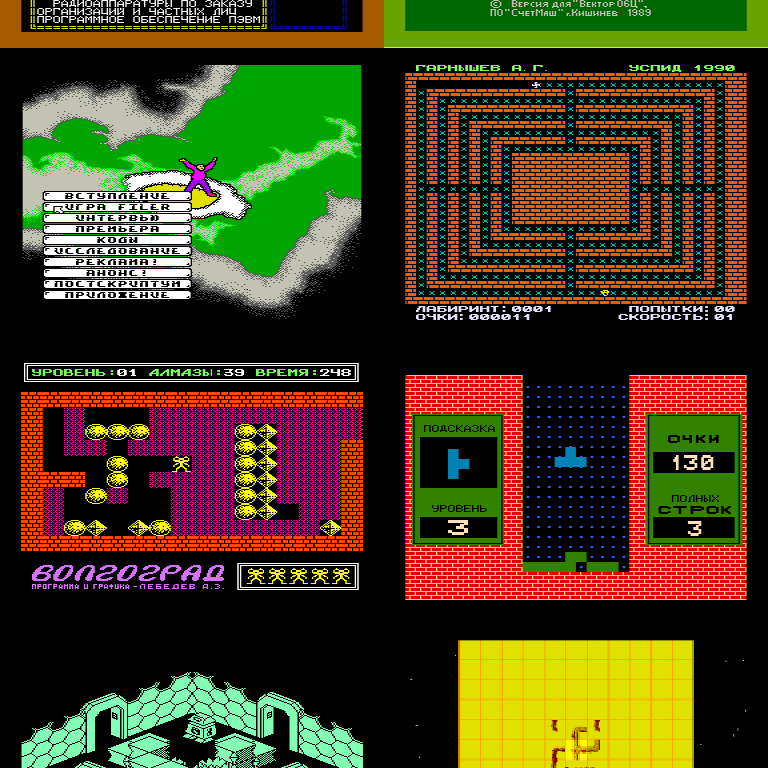 РАДИОАППАРАТУРЫ ПО ЗАКАЗУ
ОРГАНИЗАЦИЙ И ЧАСТНЫХ ЛИЦ
ПРОГРАММНОЕ ОБЕСПЕЧЕНИЕ ПЭВМ
© Версия для "Вектор 06Ц",
ПО "СчетМаш" г.Кишинев 1989
ВСТУПЛЕНИЕ
ИГРА FILER
ИНТЕРВЬЮ
ПРЕМЬЕРА
КОДЫ
ИССЛЕДОВАНИЕ
РЕКЛАМА!
АНОНС!
ПОСТСКРИПТУМ
ПРИЛОЖЕНИЕ
ГАРНЫШЕВ А. Г. УСПИД 1990
ЛАБИРИНТ:0001 ПОПЫТКИ:00
ОЧКИ:000011 СКОРОСТЬ:01
УРОВЕНЬ:01 АЛМАЗЫ:39 ВРЕМЯ:248
ВОЛГОГРАД
ПРОГРАММА И ГРАФИКА-ЛЕБЕДЕВ А.Э.
ПОДСКАЗКА
УРОВЕНЬ
3
ОЧКИ
130
ПОЛНЫХ
СТРОК
3